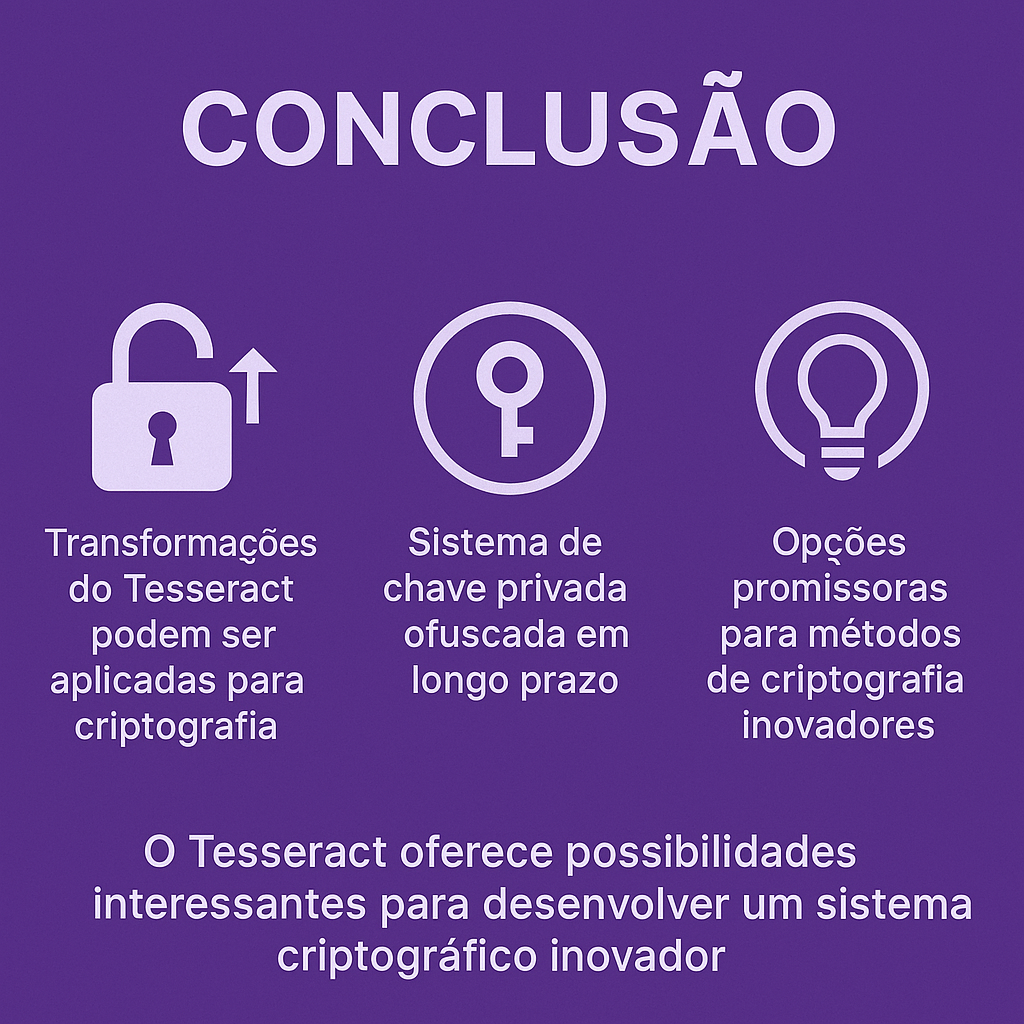 CONCLUSÃO
Transformações
do Tesseract
podem ser
aplicadas para
criptografia
Sistema de
chave privada
ofuscada em
longo prazo
Opções
promissoras
para métodos
de criptografia
inovadores
O Tesseract oferece possibilidades
interessantes para desenvolver um sistema
criptográfico inovador